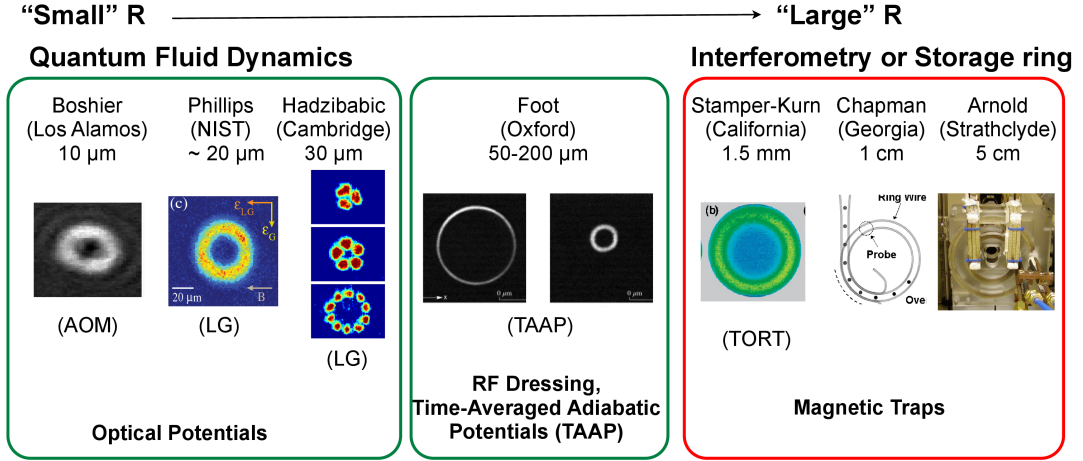 “Small” R
“Large” R
Quantum Fluid Dynamics
Interferometry or Storage ring
Boshier
(Los Alamos)
10 μm
(AOM)
Phillips
(NIST)
~ 20 μm
(c)
εLG
εG
20 μm
B
(LG)
Hadzibabic
(Cambridge)
30 μm
(LG)
Optical Potentials
Foot
(Oxford)
50-200 μm
x
0 μm
0 μm
(TAAP)
RF Dressing,
Time-Averaged Adiabatic
Potentials (TAAP)
Stamper-Kurn
(California)
1.5 mm
(b)
(TORT)
Chapman
(Georgia)
1 cm
Ring Wire
Probe
Ove
Arnold
(Strathclyde)
5 cm
Magnetic Traps